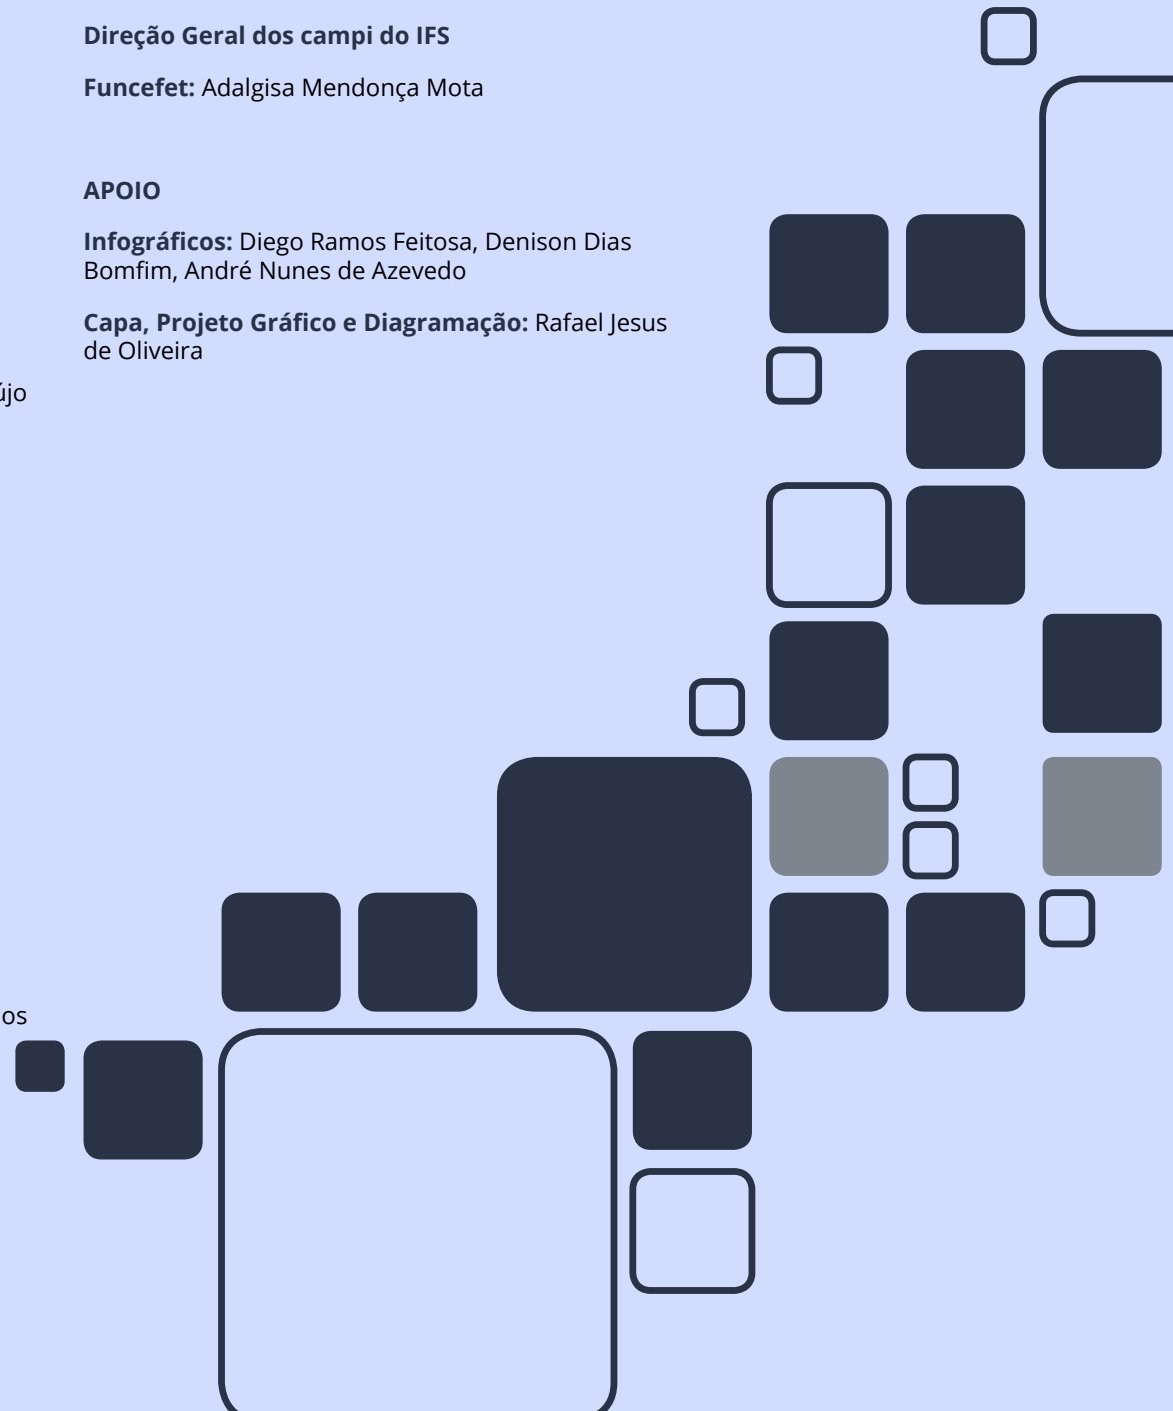 Direção Geral dos campi do IFS
Funcefet: Adalgisa Mendonça Mota
APOIO
Infográficos: Diego Ramos Feitosa, Denison Dias
Bomfim, André Nunes de Azevedo
Capa, Projeto Gráfico e Diagramação: Rafael Jesus
de Oliveira
újo
os